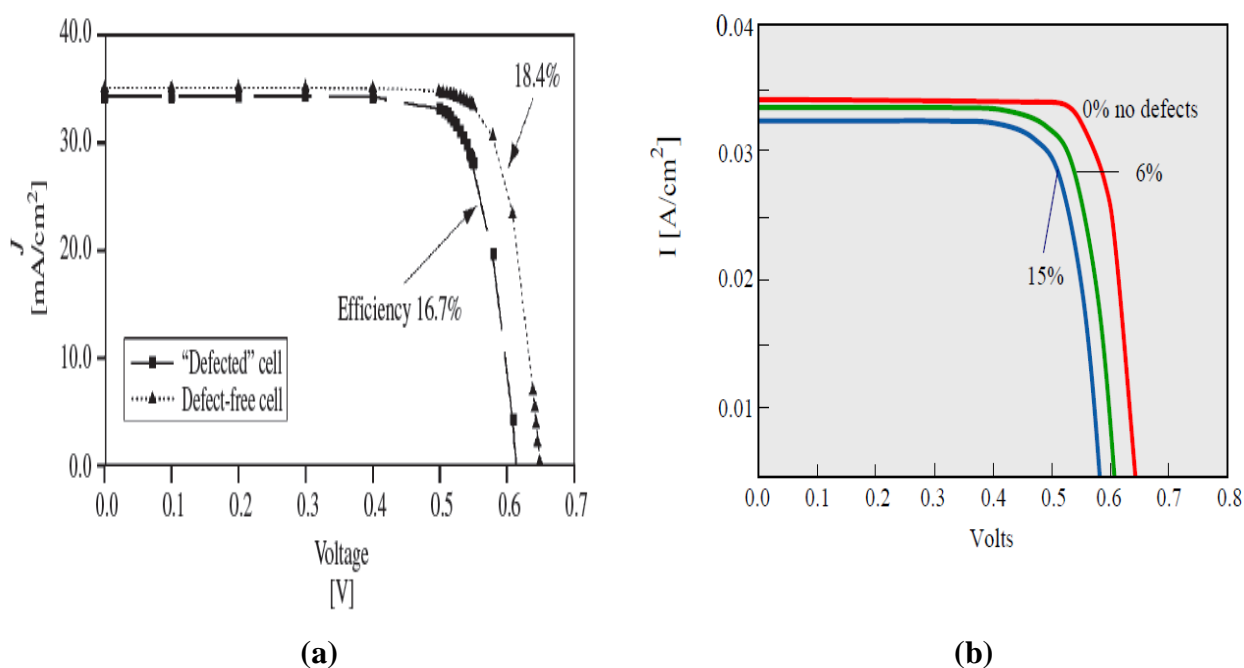 40.0
30.0
20.0
10.0
0.0
J
[mA/cm²]
18.4%
Efficiency 16.7%
“Defected” cell
Defect-free cell
0.0 0.1 0.2 0.3 0.4 0.5 0.6 0.7
Voltage
[V]
(a)
0.04
0.03
0.02
0.01
I [A/cm²]
0% no defects
6%
15%
0.0 0.1 0.2 0.3 0.4 0.5 0.6 0.7 0.8
Volts
(b)